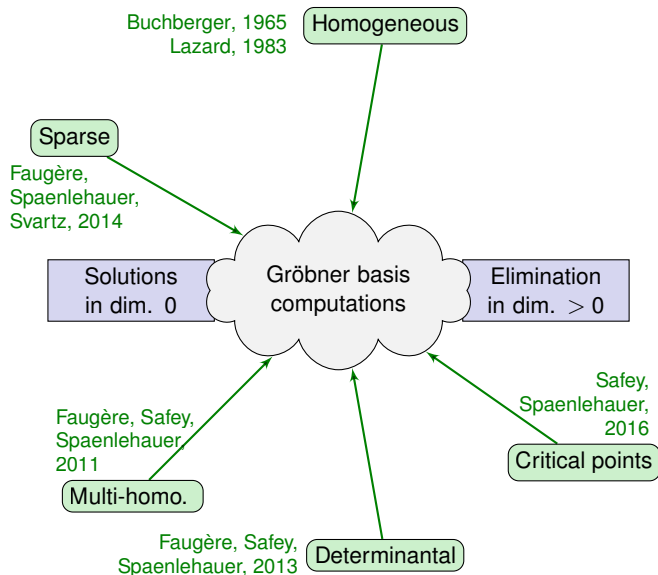 Buchberger, 1965
Lazard, 1983
Homogeneous
Sparse
Faugère,
Spaenlehauer,
Svartz, 2014
Solutions
in dim. 0
Gröbner basis
computations
Elimination
in dim. > 0
Faugère, Safey,
Spaenlehauer,
2011
Multi-homo.
Safey,
Spaenlehauer,
2016
Critical points
Faugère, Safey,
Spaenlehauer, 2013
Determinantal